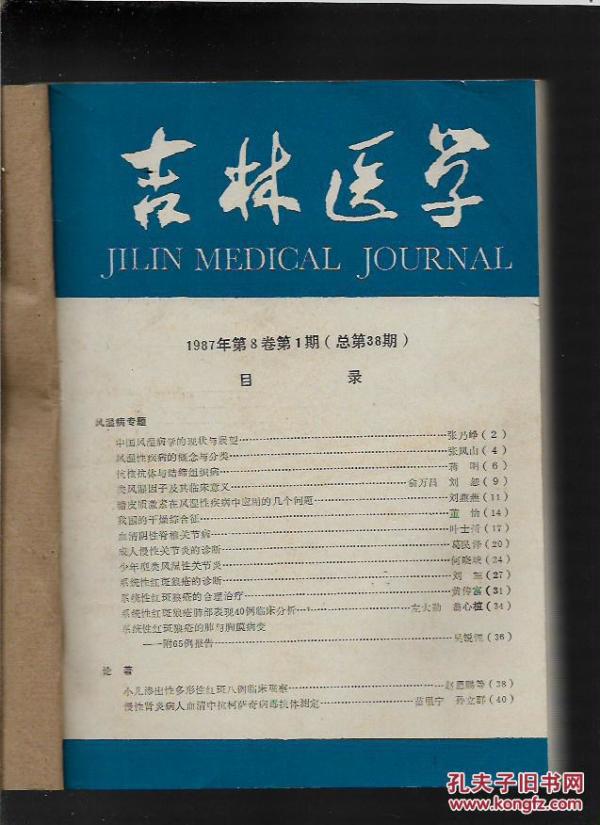 吉林医学
JILIN MEDICAL JOURNAL
1987年第8卷第1期(总第38期)
目 录
风湿病专题
中国风湿病学的现状与展望……张乃峥(2)
风湿性疾病的概念与分类……张凤山(4)
抗核抗体与结缔组织病……蒋明(6)
类风湿因子及其临床意义……俞万昌 刘(9)
糖皮质激素在风湿性疾病中应用的几个问题……刘(11)
我国的干燥综合征……董怡(14)
血清阴性脊椎关节病……叶士(17)
成人慢性关节炎的诊断……葛民(20)
少年型类风湿性关节炎……何晓琥(24)
系统性红斑狼疮的诊断……刘(27)
系统性红斑狼疮的合理治疗……黄传富(31)
系统性红斑狼疮肺部表现40例临床分析……左大勋 翁心植(34)
系统性红斑狼疮的肺与胸膜病变
——附65例报告……吴锐(36)
论 著
小儿渗出性多形性红斑八例临床观察……赵恩鹏等(38)
慢性肾炎病人血清中抗柯萨奇病毒抗体测定……苗里宁 孙立群(40)
孔夫子旧书网
www.kongfz.com